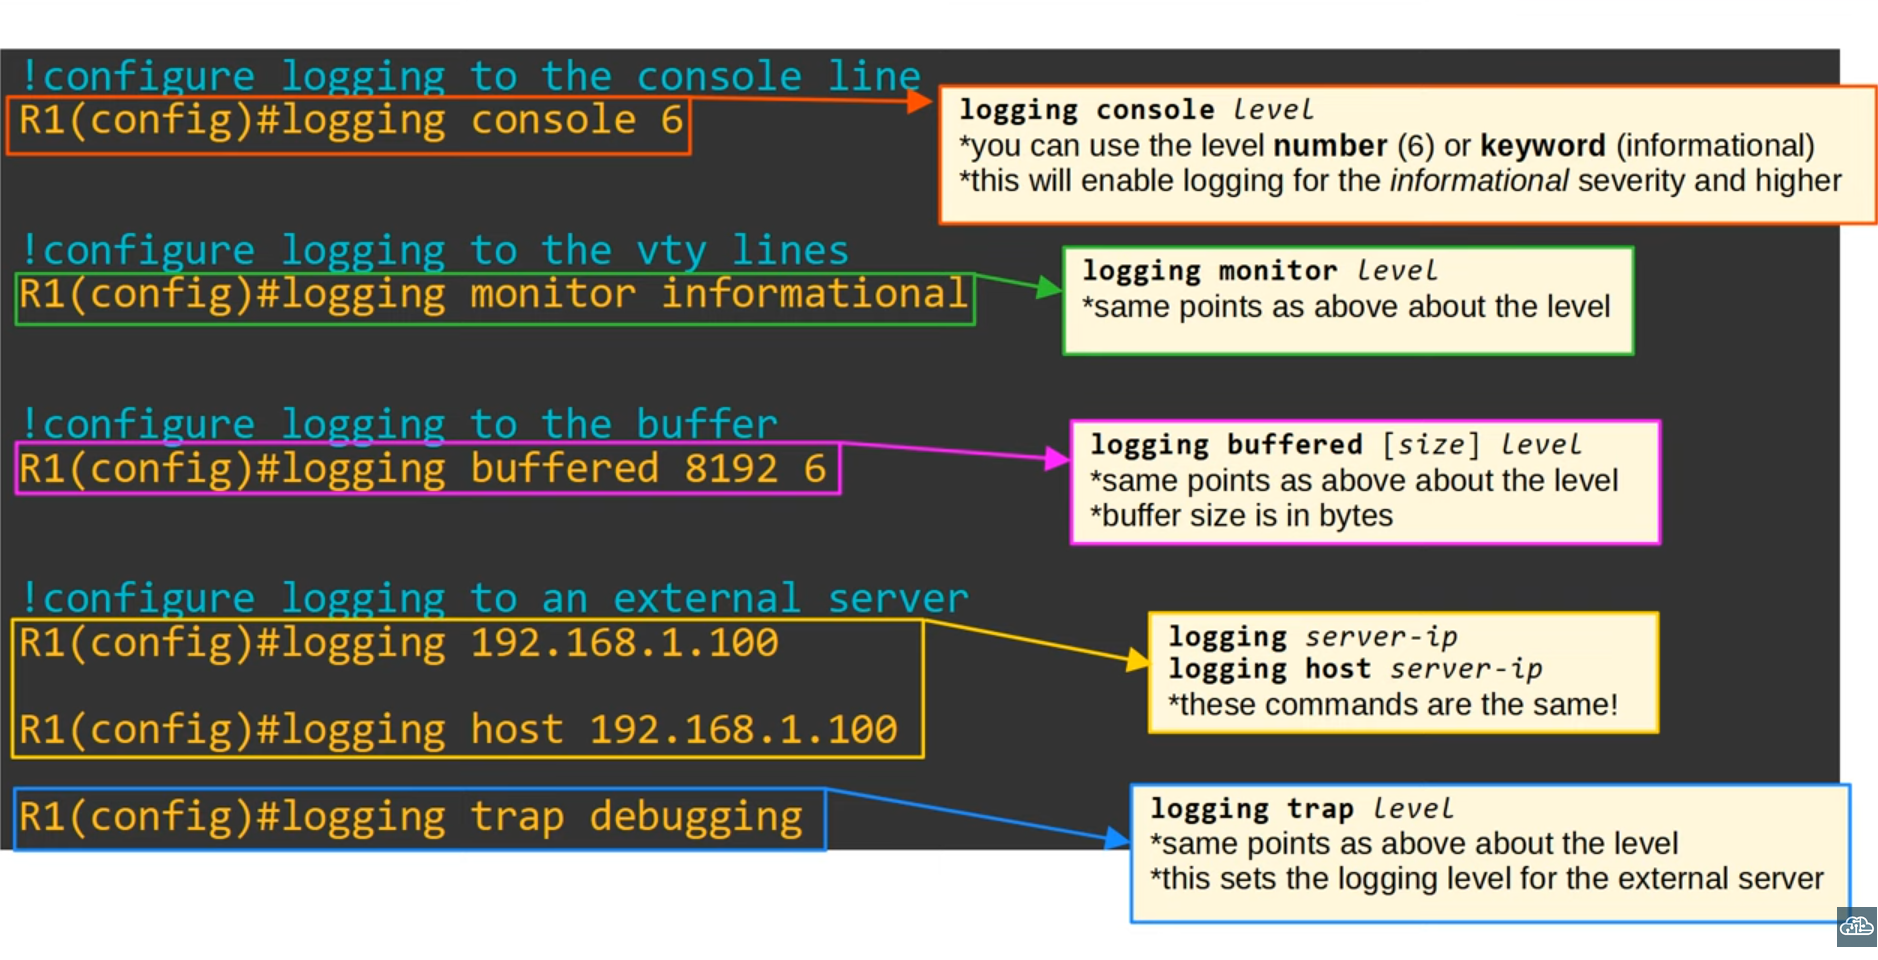 !configure logging to the console line
R1(config)#logging console 6
logging console level
*you can use the level number (6) or keyword (informational)
*this will enable logging for the informational severity and higher
!configure logging to the vty lines
R1(config)#logging monitor informational
logging monitor level
*same points as above about the level
!configure logging to the buffer
R1(config)#logging buffered 8192 6
logging buffered [size] level
*same points as above about the level
*buffer size is in bytes
!configure logging to an external server
R1(config)#logging 192.168.1.100
R1(config)#logging host 192.168.1.100
logging server-ip
logging host server-ip
*these commands are the same!
R1(config)#logging trap debugging
logging trap level
*same points as above about the level
*this sets the logging level for the external server